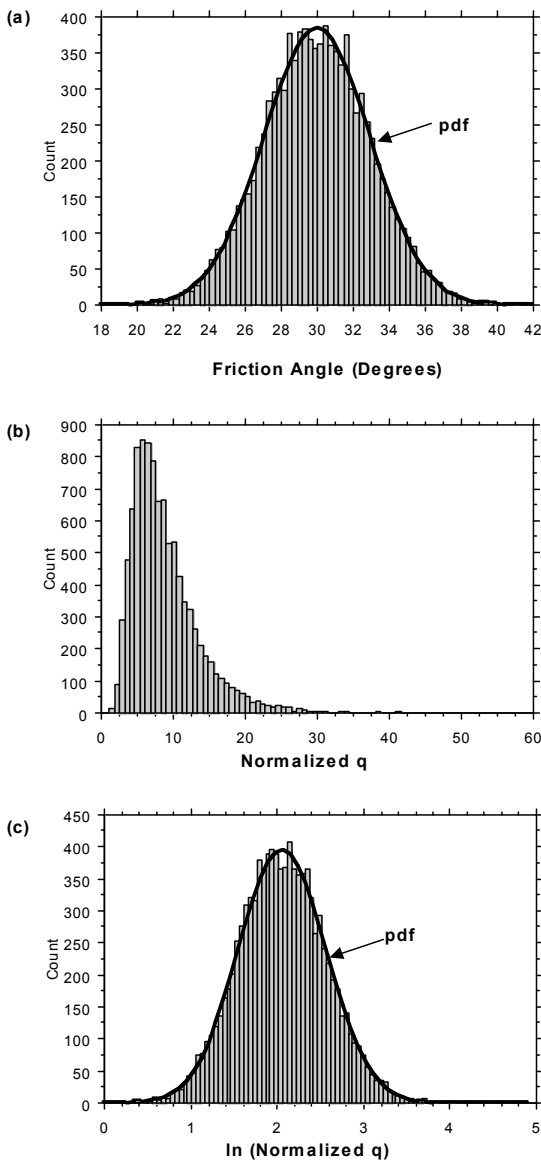 (a)
400
350
300
250
200
150
100
50
0
Count
pdf
18 20 22 24 26 28 30 32 34 36 38 40 42
Friction Angle (Degrees)
(b)
900
800
700
600
500
400
300
200
100
0
Count
0 10 20 30 40 50 60
Normalized q
(c)
450
400
350
300
250
200
150
100
50
0
Count
pdf
0 1 2 3 4 5
ln (Normalized q)